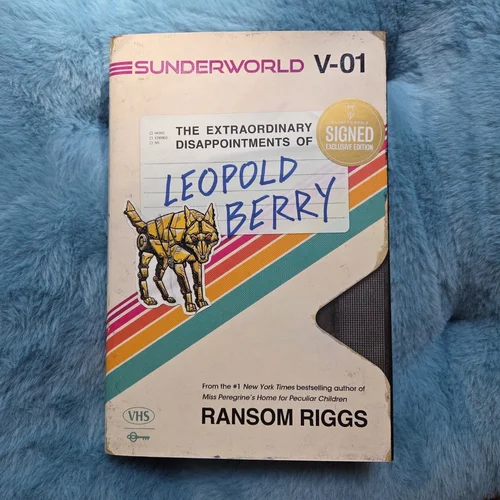 SUNDERWORLD V-01
THE EXTRAORDINARY
DISAPPOINTMENTS OF
SIGNED
EXCLUSIVE EDITION
LEOPOLD
BERRY
From the #1 New York Times bestselling author of
Miss Peregrine's Home for Peculiar Children
RANSOM RIGGS
VHS